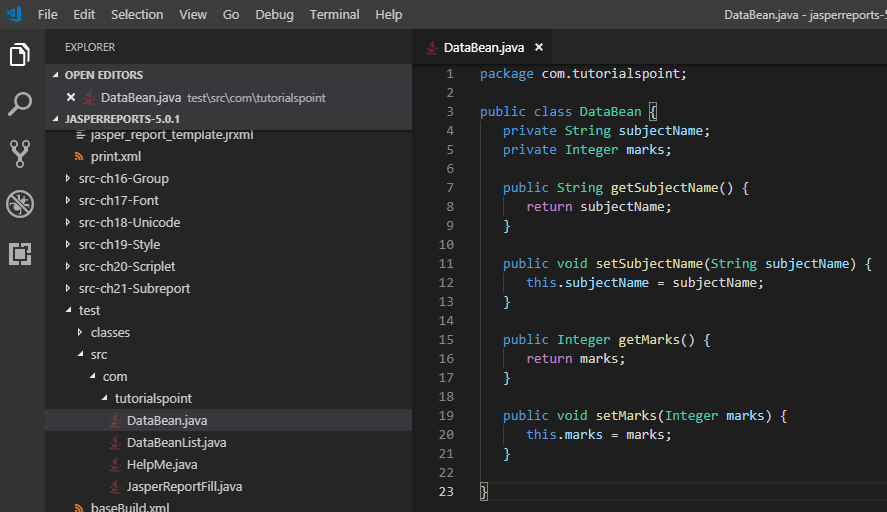 File Edit Selection View Go Debug Terminal Help DataBean.java - jasperreports-5
EXPLORER
OPEN EDITORS
DataBean.java test\src\com\tutorialspoint
JASPERREPORTS-5.0.1
jasper_report_template.jrxml
print.xml
src-ch16-Group
src-ch17-Font
src-ch18-Unicode
src-ch19-Style
src-ch20-Scriplet
src-ch21-Subreport
test
classes
src
com
tutorialspoint
DataBean.java
DataBeanList.java
HelpMe.java
JasperReportFill.java
baseBuild.xml
DataBean.java
1 package com.tutorialspoint;
2
3 public class DataBean {
4 private String subjectName;
5 private Integer marks;
6
7 public String getSubjectName() {
8 return subjectName;
9 }
10
11 public void setSubjectName(String subjectName) {
12 this.subjectName = subjectName;
13 }
14
15 public Integer getMarks() {
16 return marks;
17 }
18
19 public void setMarks(Integer marks) {
20 this.marks = marks;
21 }
22
23 }